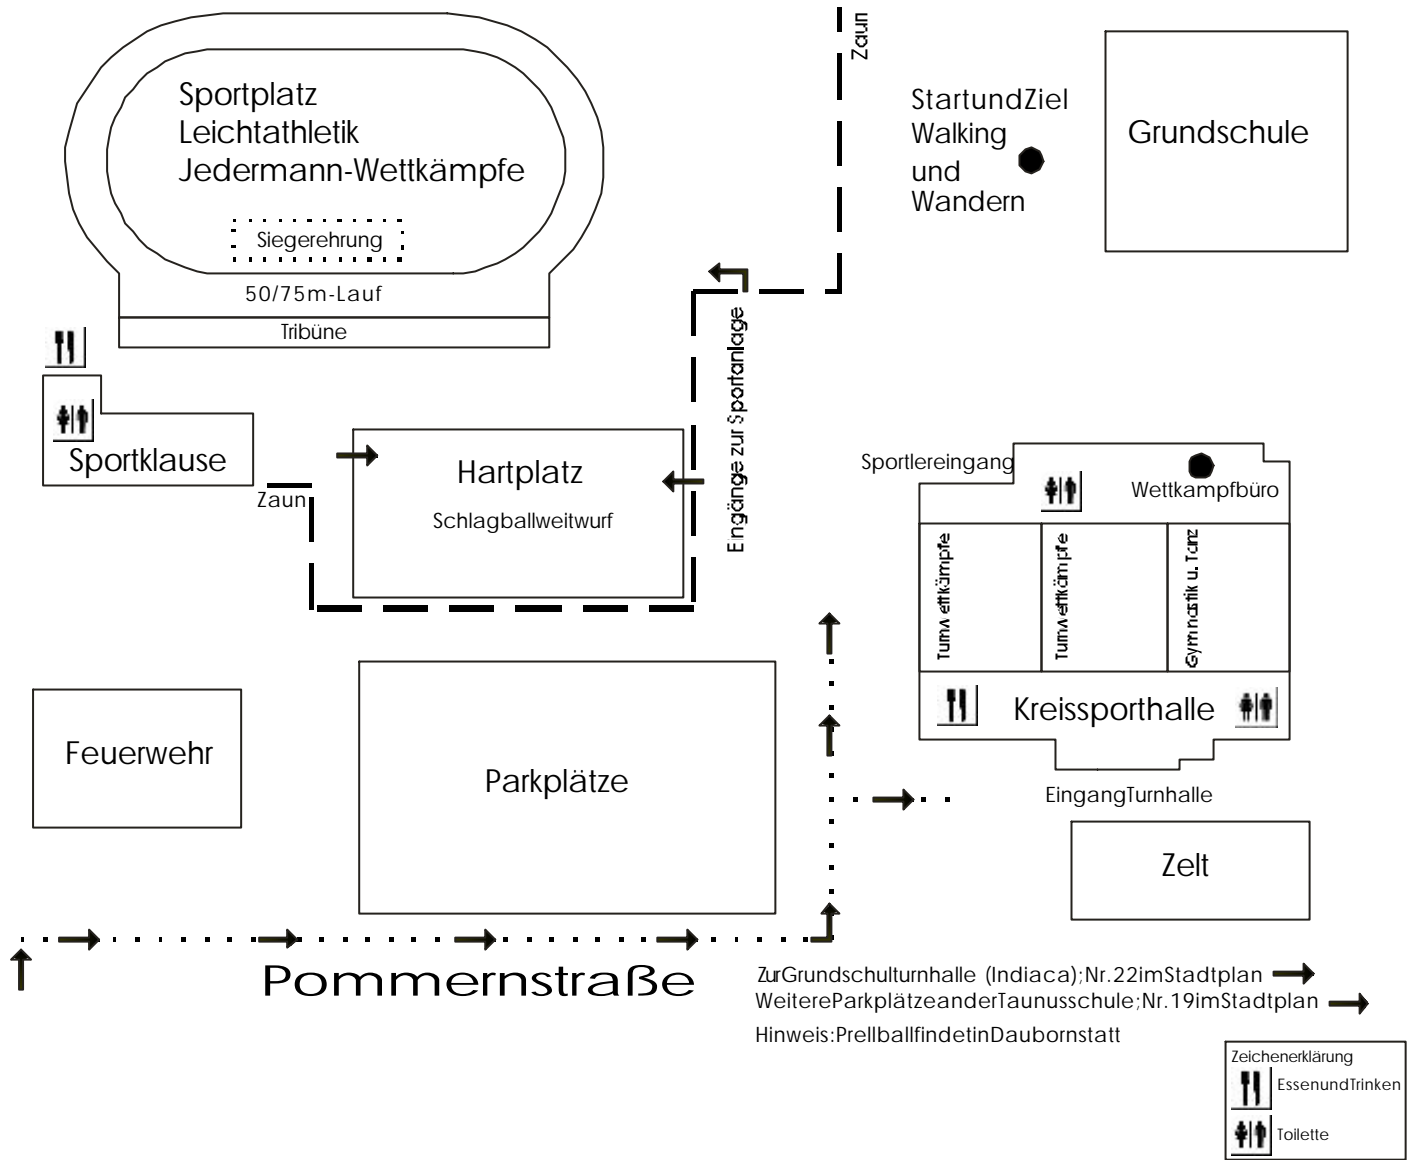 Sportplatz
Leichtathletik
Jedermann-Wettkämpfe
Siegerehrung
50/75m-Lauf
Tribüne
Zaun
StartundZiel
Walking
und
Wandern
Grundschule
Sportklause
Zaun
Hartplatz
Schlagballweitwurf
Eingänge zur Sportanlage
Sportlereingang
Wettkampfbüro
Turnwettkämpfe
Turnwettkämpfe
Gymnastik u. Tanz
Kreissporthalle
EingangTurnhalle
Feuerwehr
Parkplätze
Zelt
Pommernstraße
ZurGrundschulturnhalle (Indiaca);Nr.22imStadtplan
WeitereParkplätzeanderTaunusschule;Nr.19imStadtplan
Hinweis:PrellballfindetinDaubornstatt
Zeichenerklärung
EssenundTrinken
Toilette